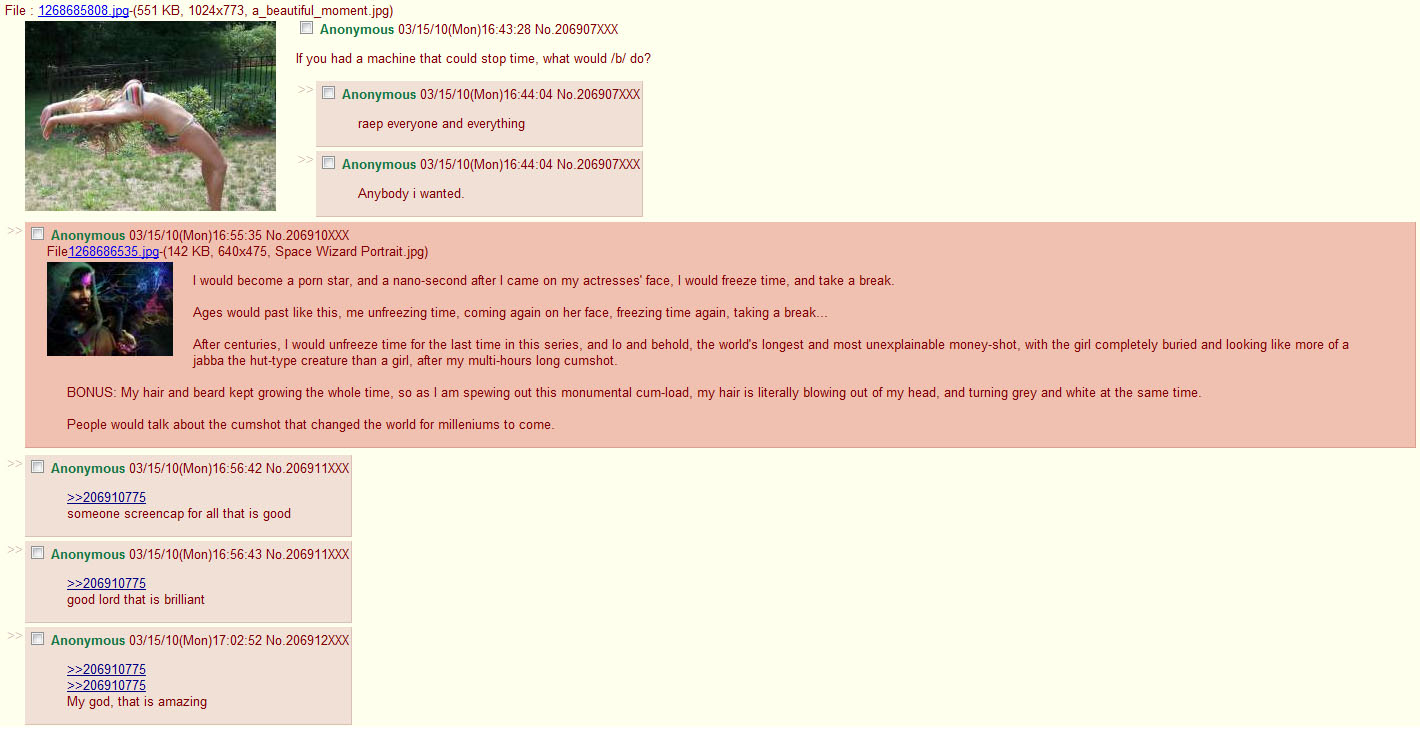 File : 1268685808.jpg-(551 KB, 1024x773, a_beautiful_moment.jpg)
Anonymous 03/15/10(Mon)16:43:28 No.206907XXX
If you had a machine that could stop time, what would /b/ do?
>> Anonymous 03/15/10(Mon)16:44:04 No.206907XXX
raep everyone and everything
>> Anonymous 03/15/10(Mon)16:44:04 No.206907XXX
Anybody i wanted.
>> Anonymous 03/15/10(Mon)16:55:35 No.206910XXX
File1268686535.jpg-(142 KB, 640x475, Space Wizard Portrait.jpg)
I would become a porn star, and a nano-second after I came on my actresses' face, I would freeze time, and take a break.
Ages would past like this, me unfreezing time, coming again on her face, freezing time again, taking a break...
After centuries, I would unfreeze time for the last time in this series, and lo and behold, the world's longest and most unexplainable money-shot, with the girl completely buried and looking like more of a
jabba the hut-type creature than a girl, after my multi-hours long cumshot.
BONUS: My hair and beard kept growing the whole time, so as I am spewing out this monumental cum-load, my hair is literally blowing out of my head, and turning grey and white at the same time.
People would talk about the cumshot that changed the world for milleniums to come.
>> Anonymous 03/15/10(Mon)16:56:42 No.206911XXX
>>206910775
someone screencap for all that is good
>> Anonymous 03/15/10(Mon)16:56:43 No.206911XXX
>>206910775
good lord that is brilliant
>> Anonymous 03/15/10(Mon)17:02:52 No.206912XXX
>>206910775
>>206910775
My god, that is amazing